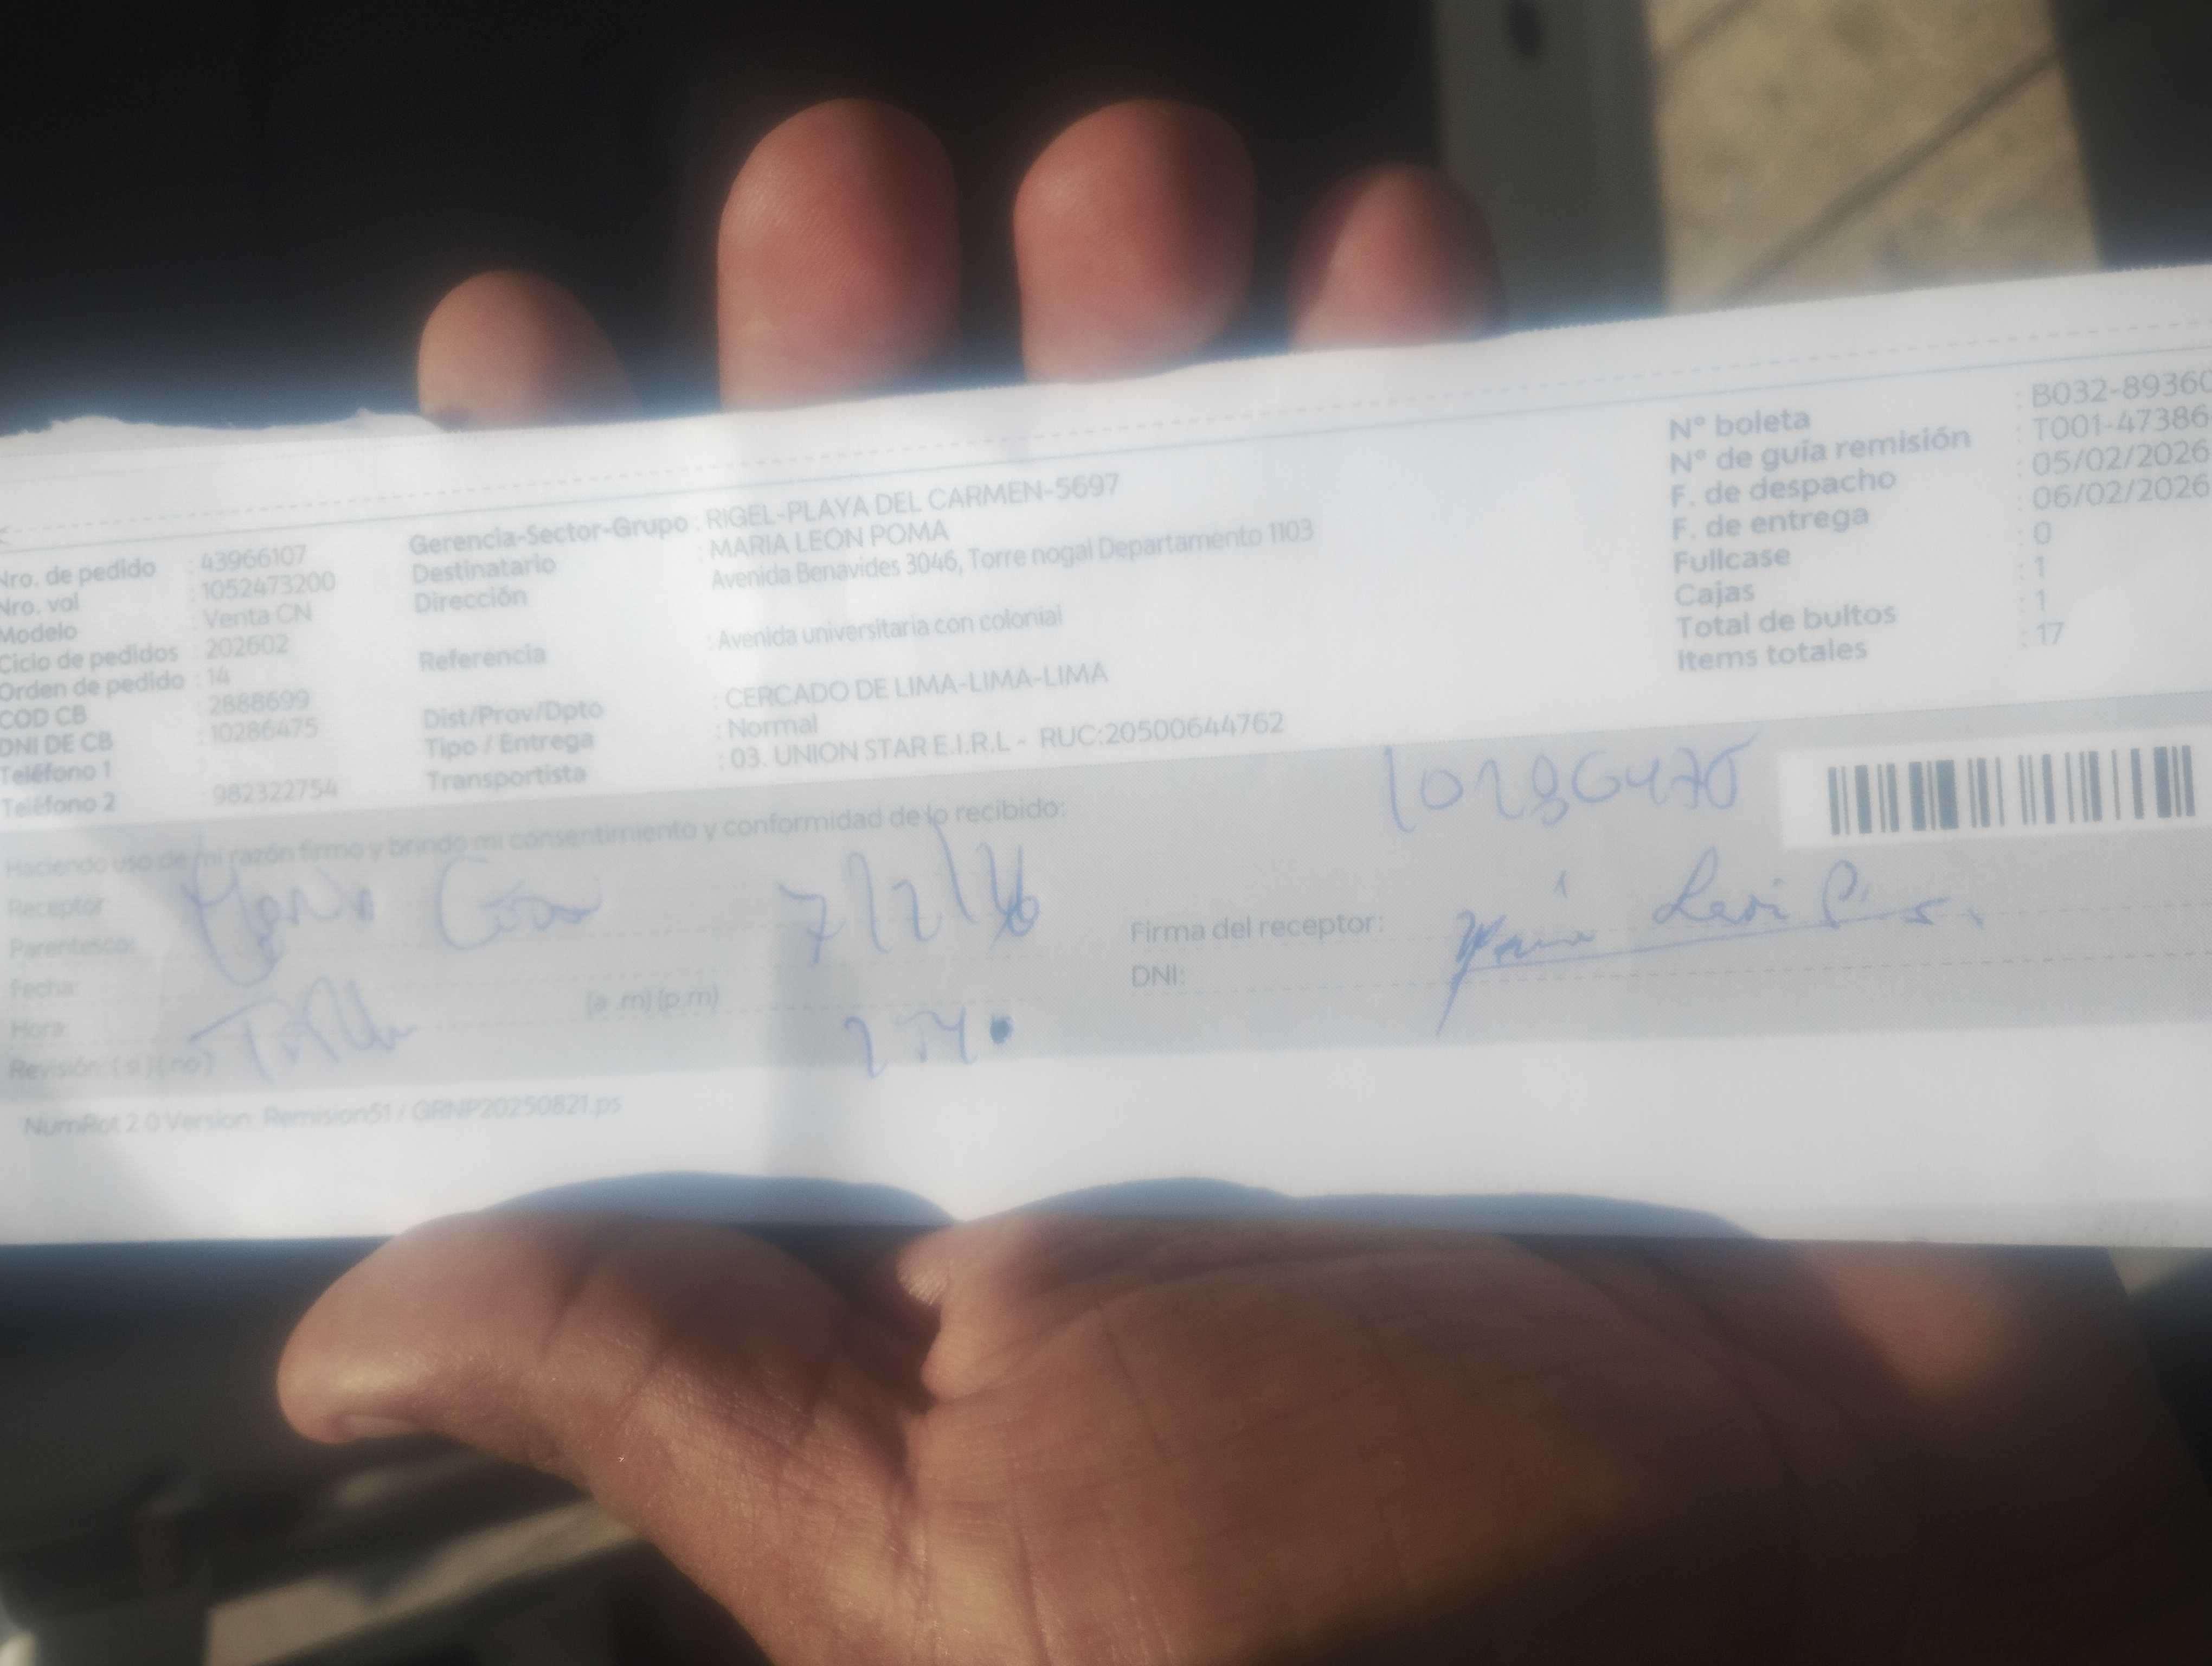 Nro. de pedido : 43966107
Nro. vol : 1052473200
Modelo : Venta CN
Ciclo de pedidos : 202602
Orden de pedido : 14
COD CB : 2888699
DNI DE CB : 10286475
Teléfono 1 :
Teléfono 2 : 982322754
Gerencia-Sector-Grupo : RIGEL-PLAYA DEL CARMEN-5697
Destinatario : MARIA LEON POMA
Dirección : Avenida Benavides 3046, Torre nogal Departamento 1103
Referencia : Avenida universitaria con colonial
Dist/Prov/Dpto : CERCADO DE LIMA-LIMA-LIMA
Tipo / Entrega : Normal
Transportista : 03. UNION STAR E.I.R.L - RUC:20500644762
N° boleta : B032-89360
N° de guía remisión : T001-47386
F. de despacho : 05/02/2026
F. de entrega : 06/02/2026
Fullcase : 0
Cajas : 1
Total de bultos : 1
Items totales : 17
Haciendo uso de mi razón firmo y brindo mi consentimiento y conformidad de lo recibido:
10286475
Receptor
Parentesco:
Fecha:
Hora (a .m) (p.m)
Revisión: ( si ) ( no )
7/2/26
Firma del receptor: María
DNI:
NumRot 2.0 Version: Remision51 / GRNP20250821.ps